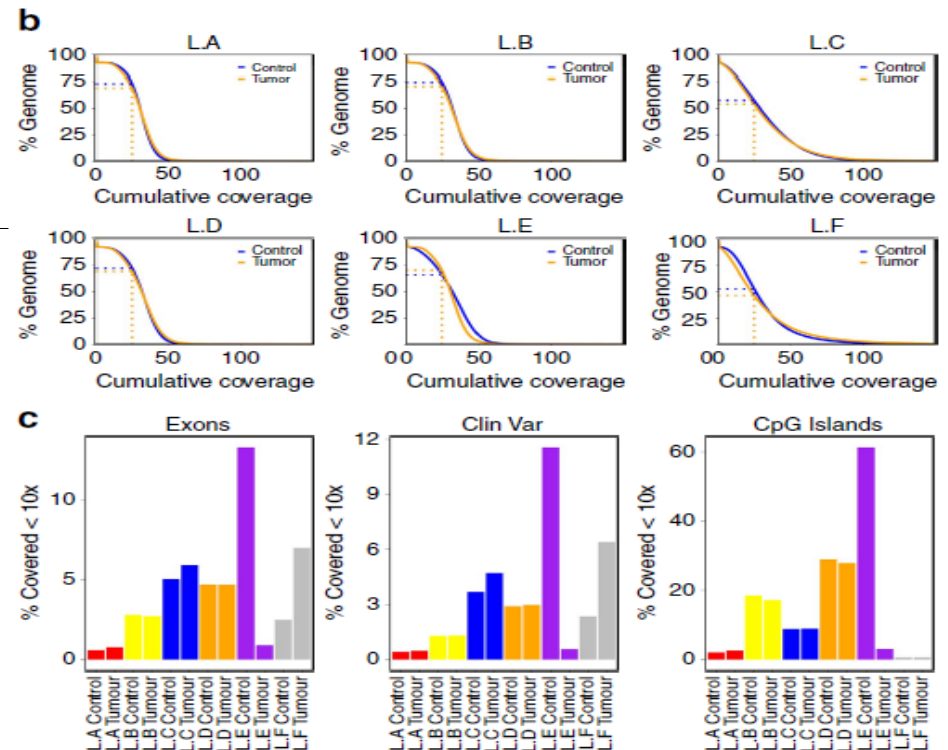 b
L.A L.B L.C
100 75 50 25 0
% Genome
Control
Tumor
0 50 100
Cumulative coverage
100 75 50 25 0
% Genome
Control
Tumor
0 50 100
Cumulative coverage
100 75 50 25 0
% Genome
Control
Tumor
0 50 100
Cumulative coverage
L.D L.E L.F
100 75 50 25 0
% Genome
Control
Tumor
0 50 100
Cumulative coverage
100 75 50 25 0
% Genome
Control
Tumor
0 50 100
Cumulative coverage
100 75 50 25
% Genome
Control
Tumor
00 50 100
Cumulative coverage
c
Exons
% Covered < 10x
10
5
0
L.A Control
L.A Tumour
L.B Control
L.B Tumour
L.C Control
L.C Tumour
L.D Control
L.D Tumour
L.E Control
L.E Tumour
L.F Control
L.F Tumour
Clin Var
% Covered < 10x
12
9
6
3
0
L.A Control
L.A Tumour
L.B Control
L.B Tumour
L.C Control
L.C Tumour
L.D Control
L.D Tumour
L.E Control
L.E Tumour
L.F Control
L.F Tumour
CpG Islands
% Covered < 10x
60
40
20
0
L.A Control
L.A Tumour
L.B Control
L.B Tumour
L.C Control
L.C Tumour
L.D Control
L.D Tumour
L.E Control
L.E Tumour
L.F Control
L.F Tumour